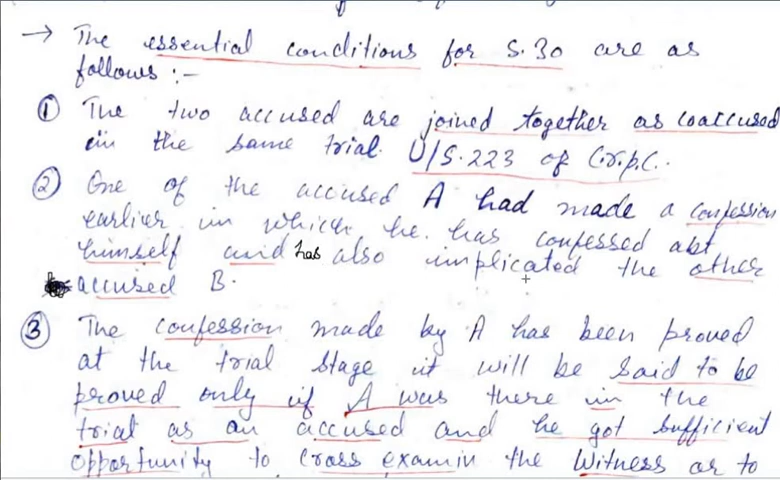 → The essential conditions for S.30 are as
follows :-
① The two accused are joined together as coaccused
in the same trial U/S.223 of Cr.p.C.
② One of the accused A had made a confession
earlier in which he has confessed abt
himself and has also implicated the other
accused B.
③ The confession made by A has been proved
at the trial stage it will be said to be
proved only if A was there in the
trial as an accused and he got sufficient
opportunity to cross examin the witness or to